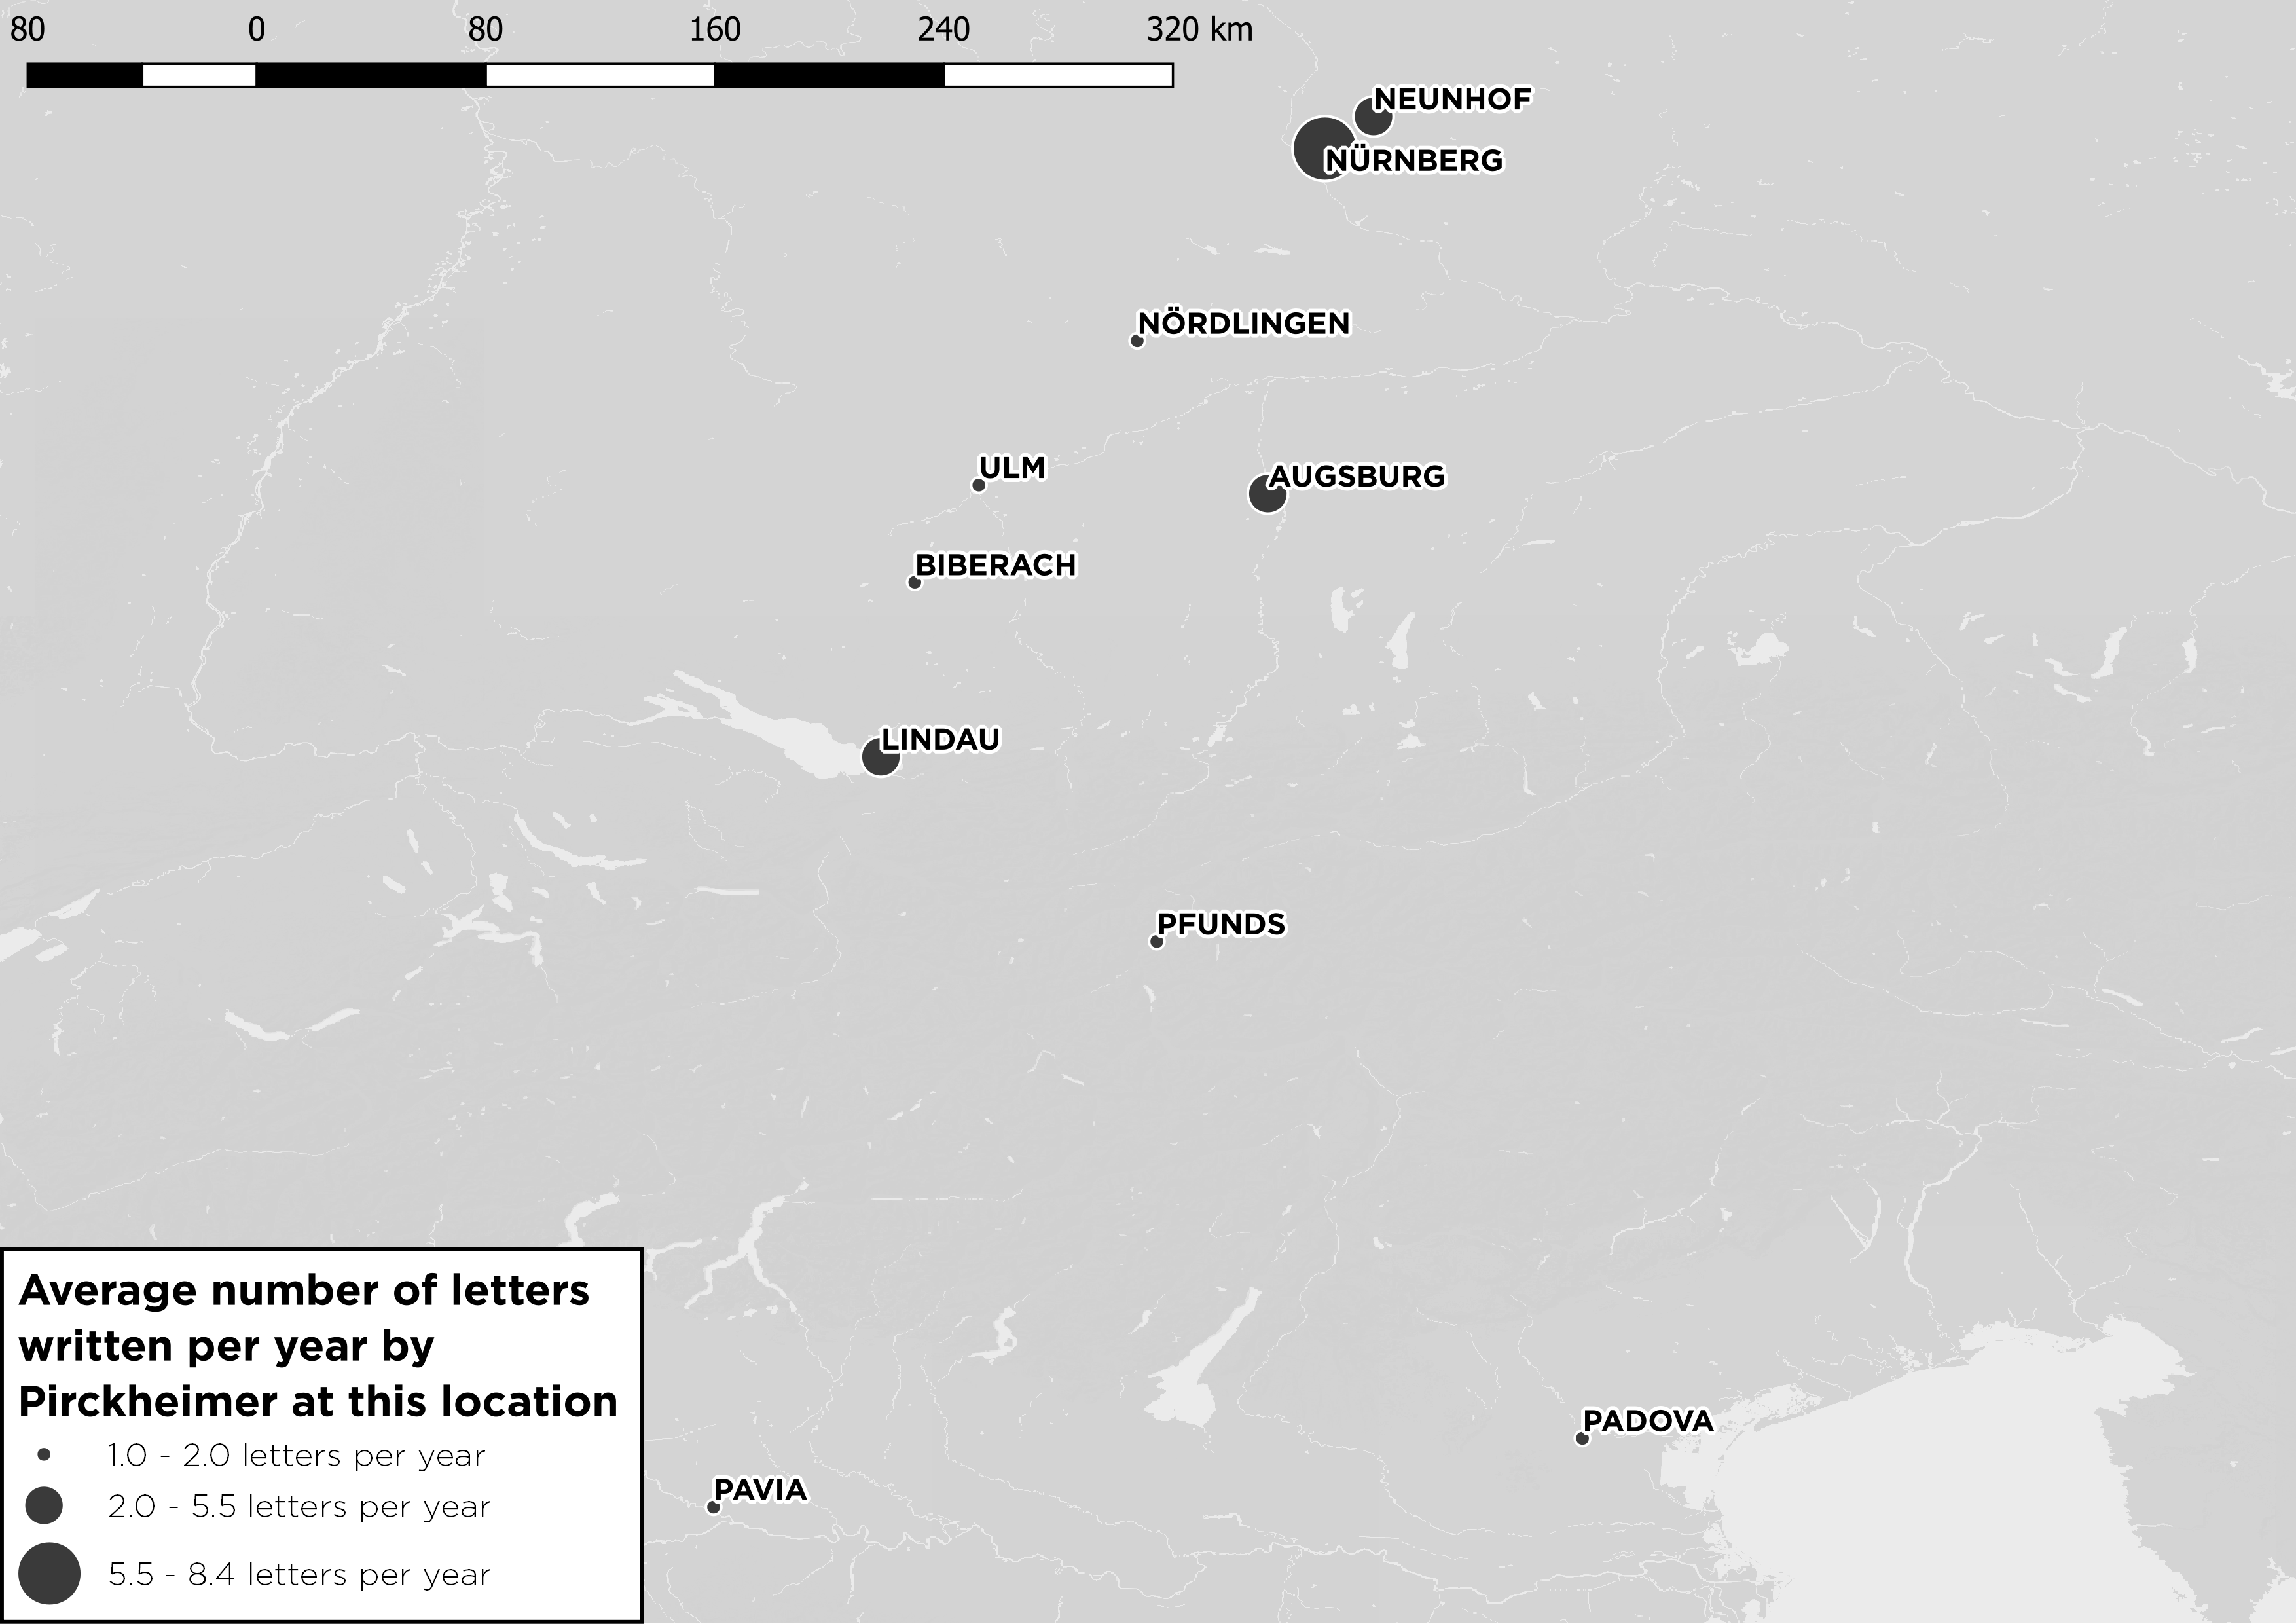 80 0 80 160 240 320 km
NEUNHOF
NÜRNBERG
NÖRDLINGEN
ULM
AUGSBURG
BIBERACH
LINDAU
PFUNDS
PADOVA
PAVIA
Average number of letters
written per year by
Pirckheimer at this location
1.0 - 2.0 letters per year
2.0 - 5.5 letters per year
5.5 - 8.4 letters per year